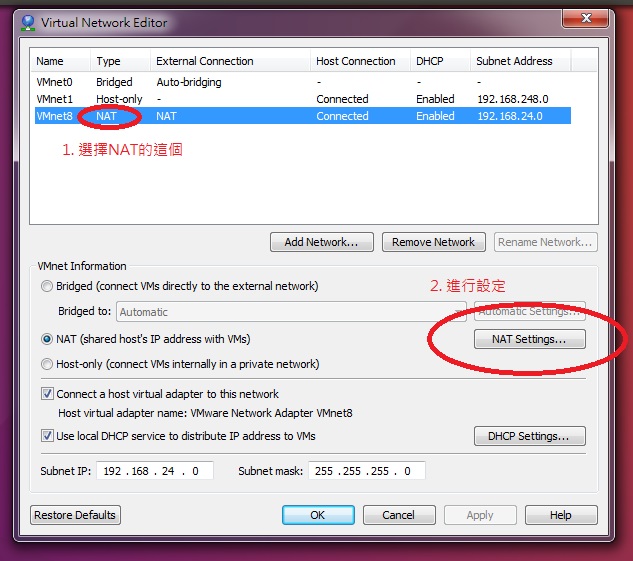 Virtual Network Editor
Name Type External Connection Host Connection DHCP Subnet Address
VMnet0 Bridged Auto-bridging - - -
VMnet1 Host-only - Connected Enabled 192.168.248.0
VMnet8 NAT NAT Connected Enabled 192.168.24.0
1. 選擇NAT的這個
Add Network... Remove Network Rename Network...
VMnet Information
Bridged (connect VMs directly to the external network)
2. 進行設定
Bridged to: Automatic Automatic Settings...
NAT (shared host's IP address with VMs) NAT Settings...
Host-only (connect VMs internally in a private network)
Connect a host virtual adapter to this network
Host virtual adapter name: VMware Network Adapter VMnet8
Use local DHCP service to distribute IP address to VMs DHCP Settings...
Subnet IP: 192 .168 . 24 . 0 Subnet mask: 255 .255 .255 . 0
Restore Defaults OK Cancel Apply Help